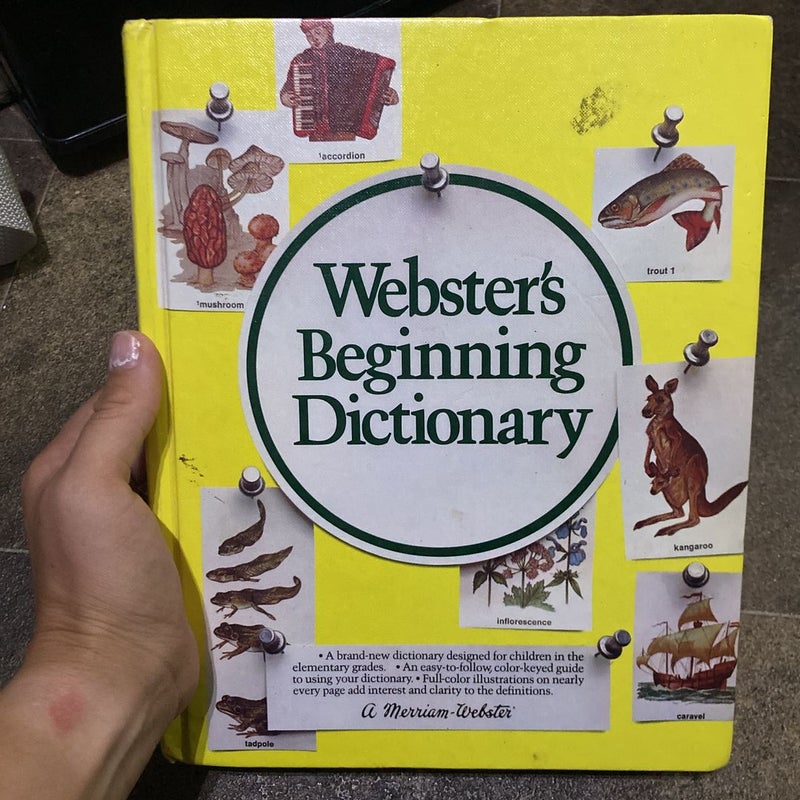 ¹accordion
¹mushroom
trout 1
Webster's
Beginning
Dictionary
kangaroo
inflorescence
caravel
tadpole
• A brand-new dictionary designed for children in the
elementary grades. • An easy-to-follow, color-keyed guide
to using your dictionary. • Full-color illustrations on nearly
every page add interest and clarity to the definitions.
A Merriam-Webster®